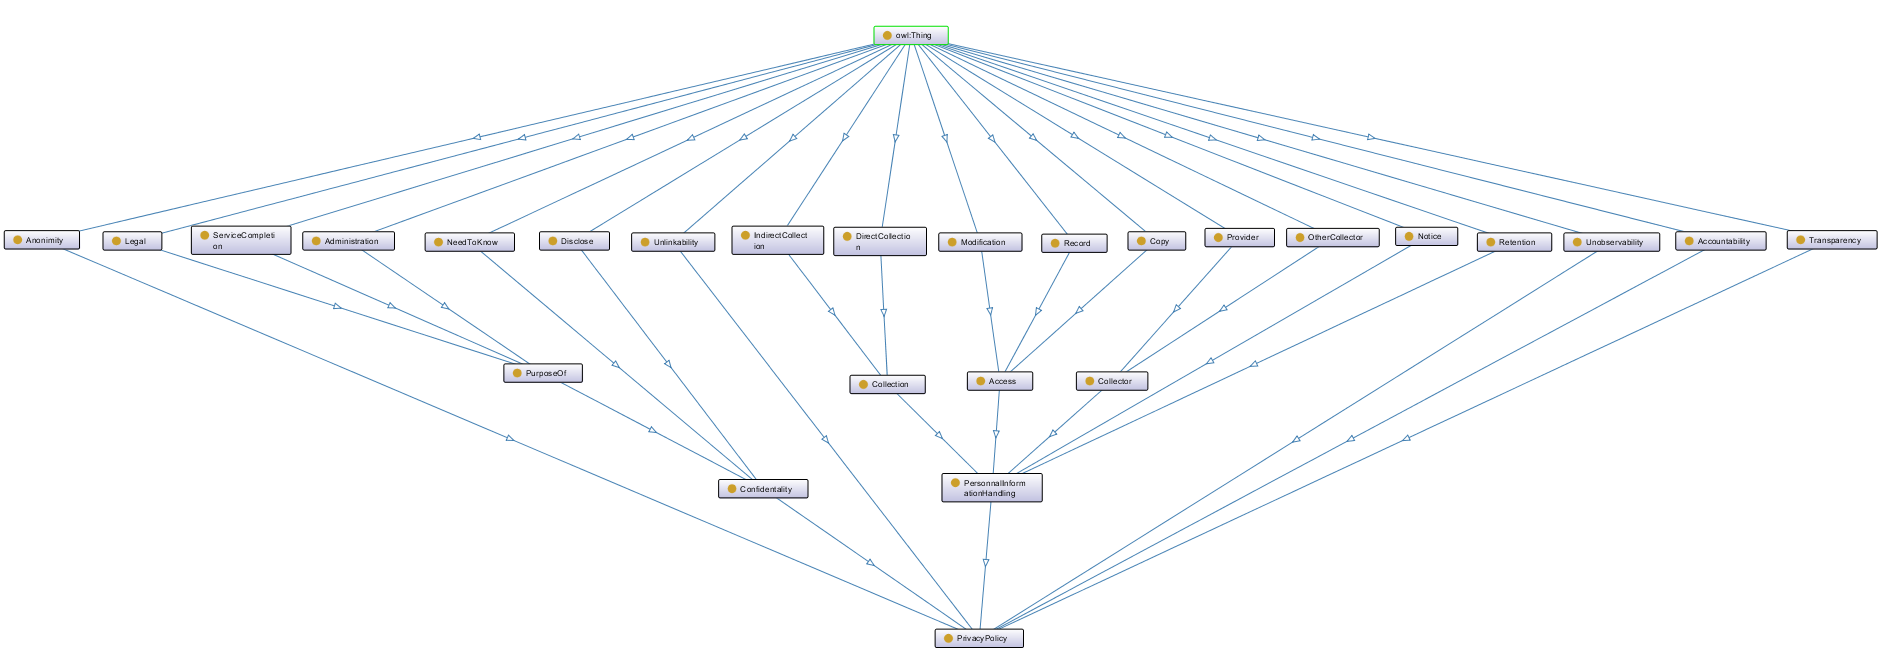 owl:Thing
Anonimity
Legal
ServiceCompleti
on
Administration
NeedToKnow
Disclose
Unlinkability
IndirectCollect
ion
DirectCollectio
n
Modification
Record
Copy
Provider
OtherCollector
Notice
Retention
Unobservability
Accountability
Transparency
PurposeOf
Collection
Access
Collector
Confidentality
PersonnalInform
ationHandling
PrivacyPolicy